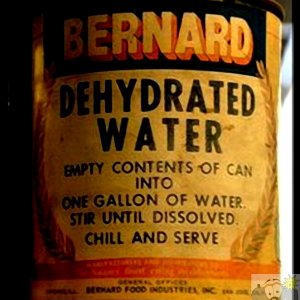 BERNARD
DEHYDRATED
WATER
EMPTY CONTENTS OF CAN
INTO
ONE GALLON OF WATER.
STIR UNTIL DISSOLVED.
CHILL AND SERVE
GENERAL OFFICES
BERNARD FOOD INDUSTRIES, INC.